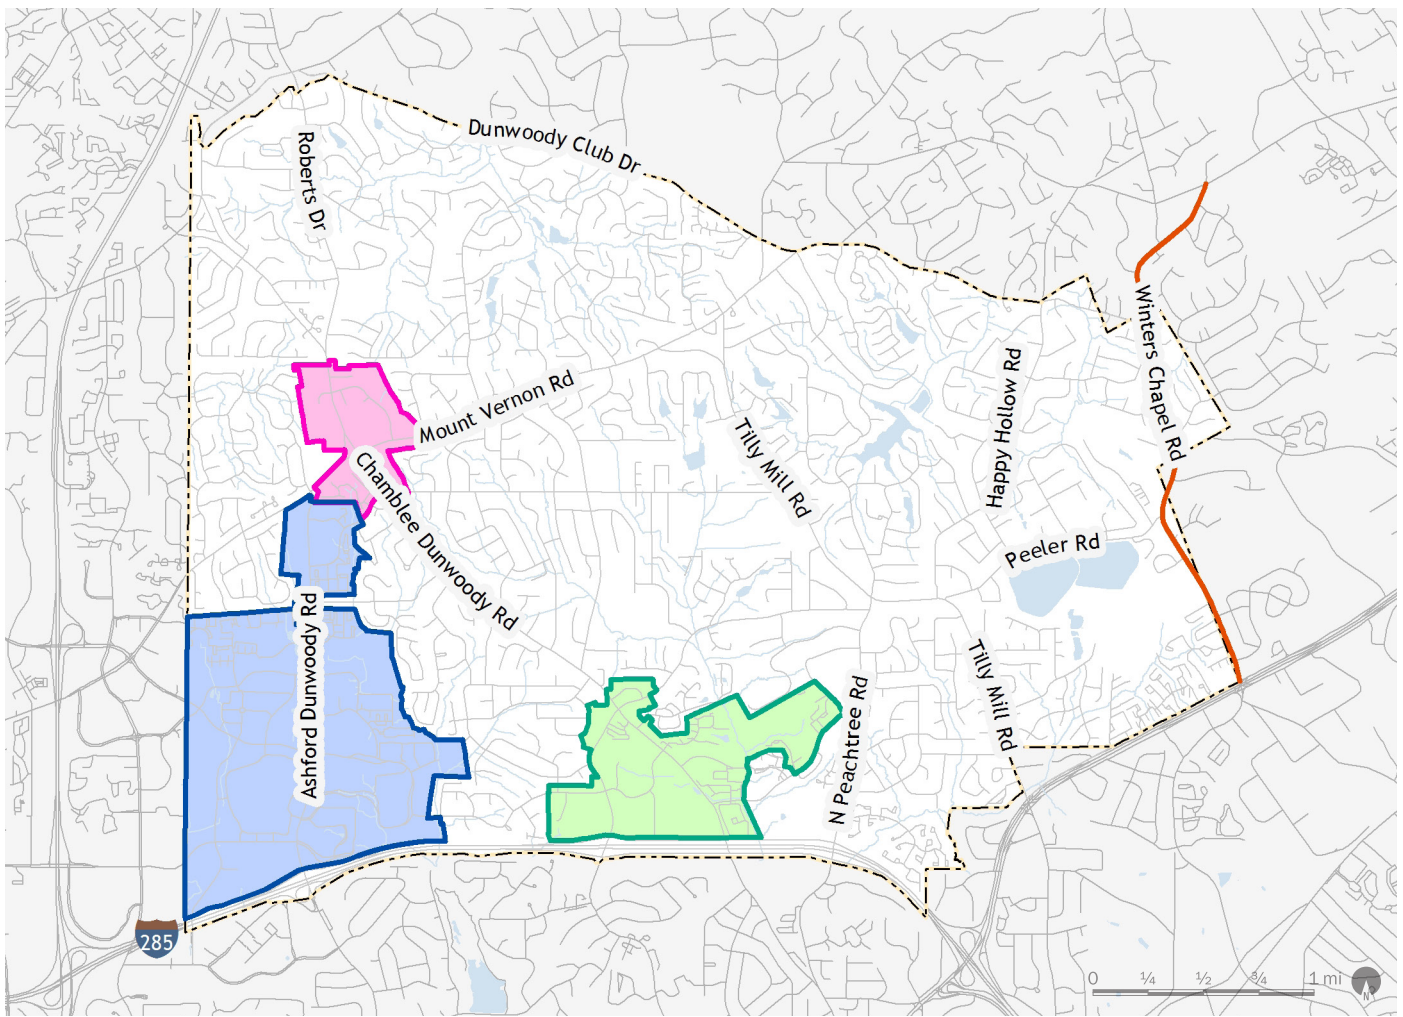 Dunwoody Club Dr
Roberts Dr
Winters Chapel Rd
Mount Vernon Rd
Happy Hollow Rd
Tilly Mill Rd
Chamblee Dunwoody Rd
Peeler Rd
Ashford Dunwoody Rd
Tilly Mill Rd
N Peachtree Rd
285
0 ¼ ½ ¾ 1 mi
N